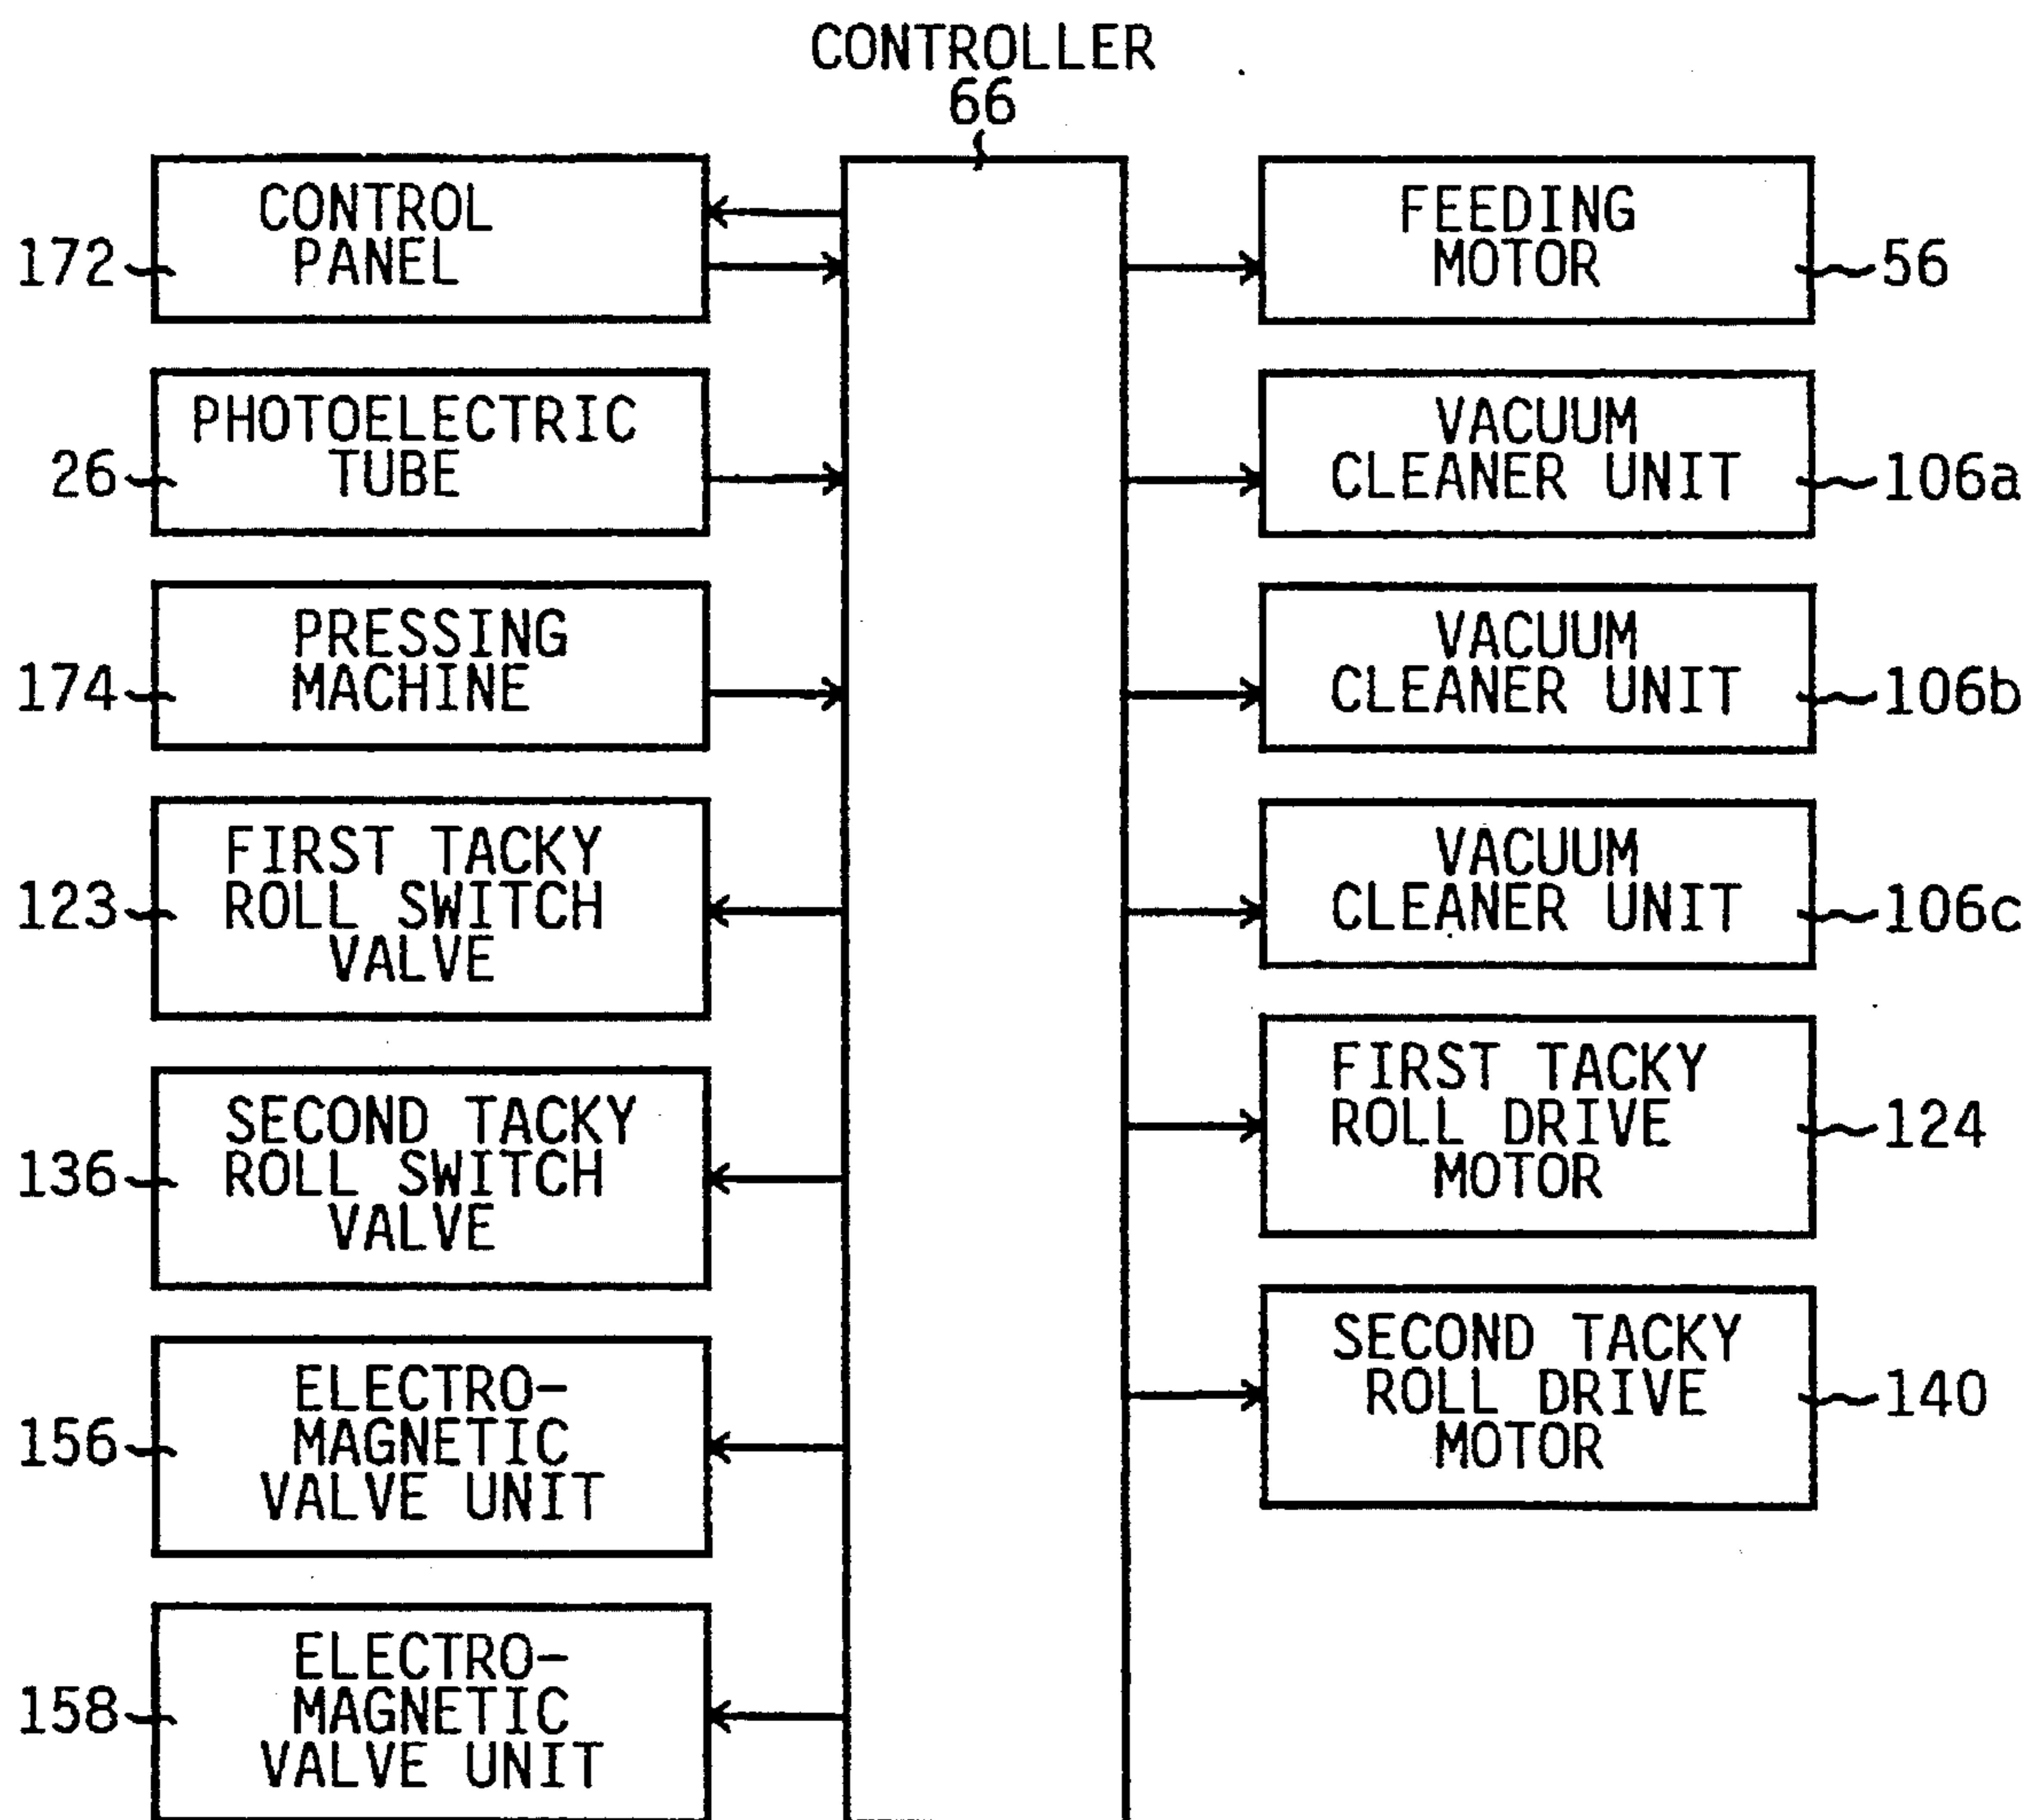 CONTROLLER
66
CONTROL
PANEL
172
PHOTOELECTRIC
TUBE
26
PRESSING
MACHINE
174
FIRST TACKY
ROLL SWITCH
VALVE
123
SECOND TACKY
ROLL SWITCH
VALVE
136
ELECTRO-
MAGNETIC
VALVE UNIT
156
ELECTRO-
MAGNETIC
VALVE UNIT
158
FEEDING
MOTOR
56
VACUUM
CLEANER UNIT
106a
VACUUM
CLEANER UNIT
106b
VACUUM
CLEANER UNIT
106c
FIRST TACKY
ROLL DRIVE
MOTOR
124
SECOND TACKY
ROLL DRIVE
MOTOR
140